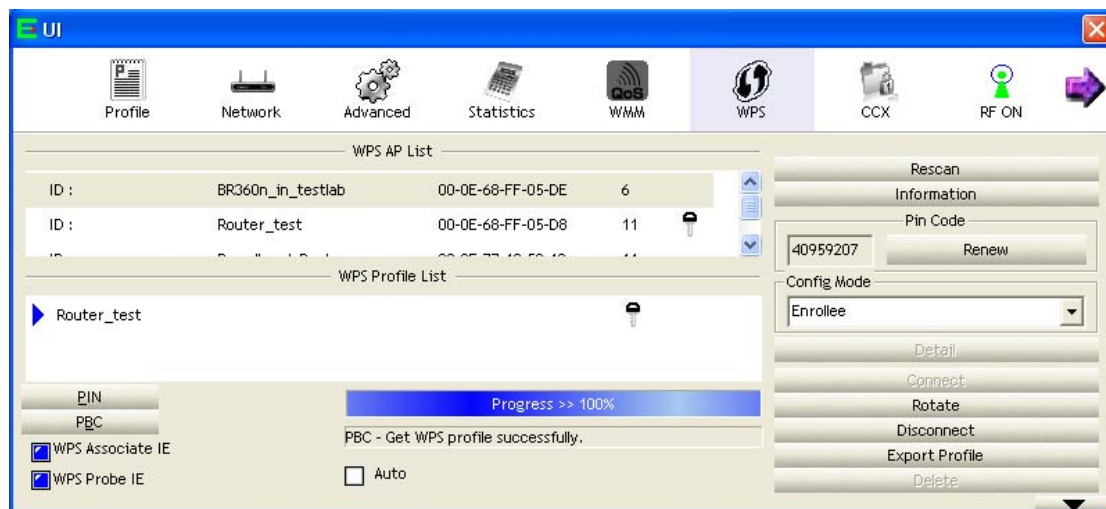 UI
Profile Network Advanced Statistics QoS WMM WPS CCX RF ON
WPS AP List
ID : BR360n_in_testlab 00-0E-68-FF-05-DE 6
ID : Router_test 00-0E-68-FF-05-D8 11
WPS Profile List
Router_test
PIN
PBC
WPS Associate IE
WPS Probe IE
Progress >> 100%
PBC - Get WPS profile successfully.
Auto
Rescan
Information
Pin Code
40959207 Renew
Config Mode
Enrollee
Detail
Connect
Rotate
Disconnect
Export Profile
Delete